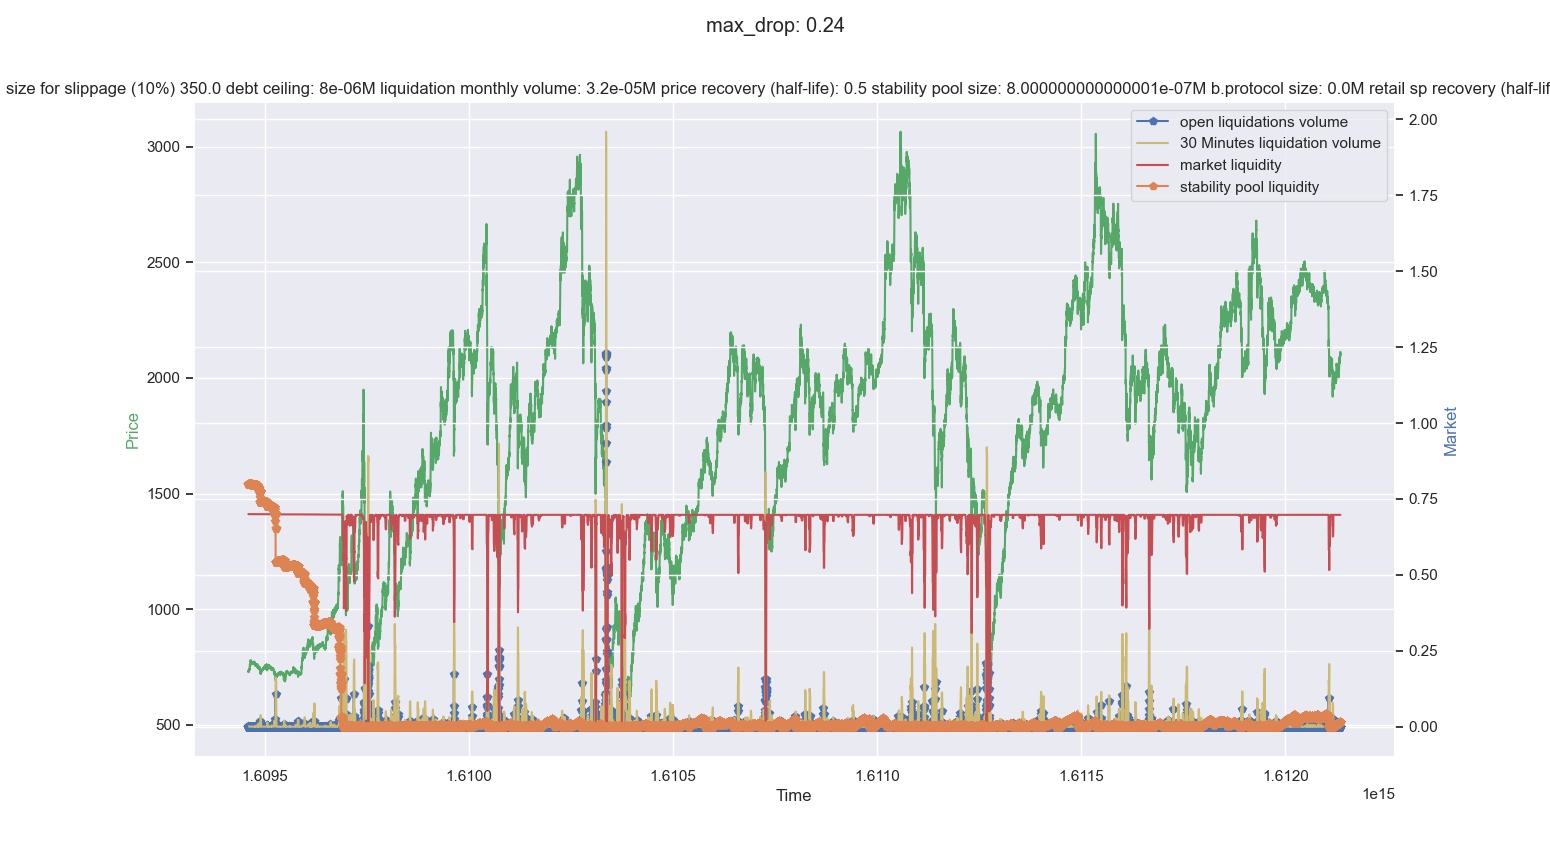 max_drop: 0.24
size for slippage (10%) 350.0 debt ceiling: 8e-06M liquidation monthly volume: 3.2e-05M price recovery (half-life): 0.5 stability pool size: 8.000000000000001e-07M b.protocol size: 0.0M retail sp recovery (half-lif
open liquidations volume
30 Minutes liquidation volume
market liquidity
stability pool liquidity
3000
2500
2000
1500
1000
500
Price
2.00
1.75
1.50
1.25
1.00
0.75
0.50
0.25
0.00
Market
1.6095 1.6100 1.6105 1.6110 1.6115 1.6120
Time
1e15